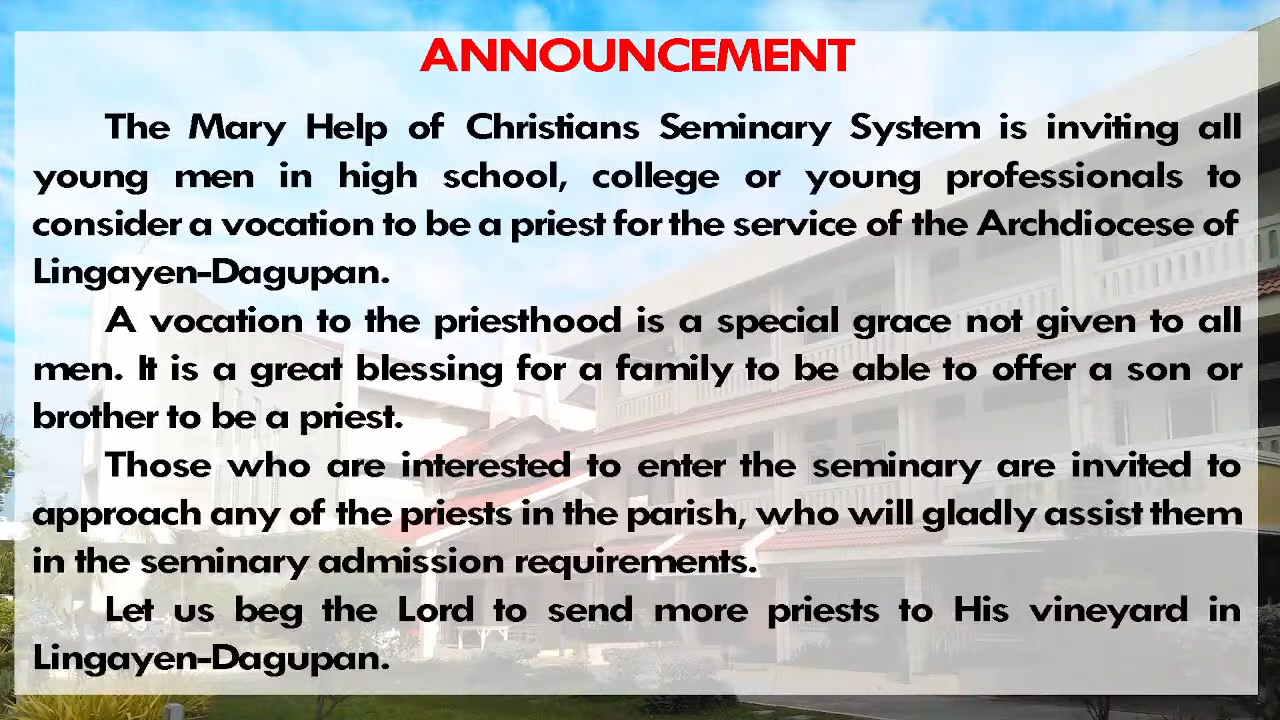 ANNOUNCEMENT
The Mary Help of Christians Seminary System is inviting all
young men in high school, college or young professionals to
consider a vocation to be a priest for the service of the Archdiocese of
Lingayen-Dagupan.
A vocation to the priesthood is a special grace not given to all
men. It is a great blessing for a family to be able to offer a son or
brother to be a priest.
Those who are interested to enter the seminary are invited to
approach any of the priests in the parish, who will gladly assist them
in the seminary admission requirements.
Let us beg the Lord to send more priests to His vineyard in
Lingayen-Dagupan.